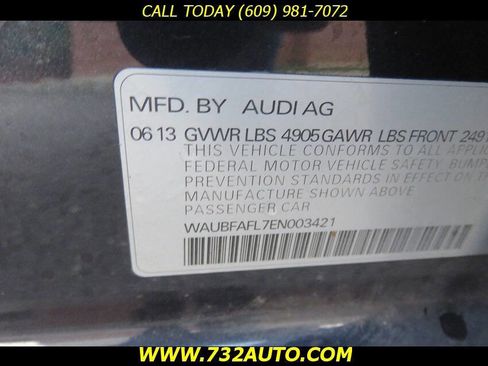 CALL TODAY (609) 981-7072
MFD. BY AUDI AG
06 13 GVWR LBS 4905 GAWR LBS FRONT 249
THIS VEHICLE CONFORMS TO ALL APPLICA
FEDERAL MOTOR VEHICLE SAFETY, BUMP
PREVENTION STANDARDS IN EFFECT ON T
MANUFACTURE SHOWN ABOVE.
PASSENGER CAR
WAUBFAFL7EN003421
WWW.732AUTO.COM